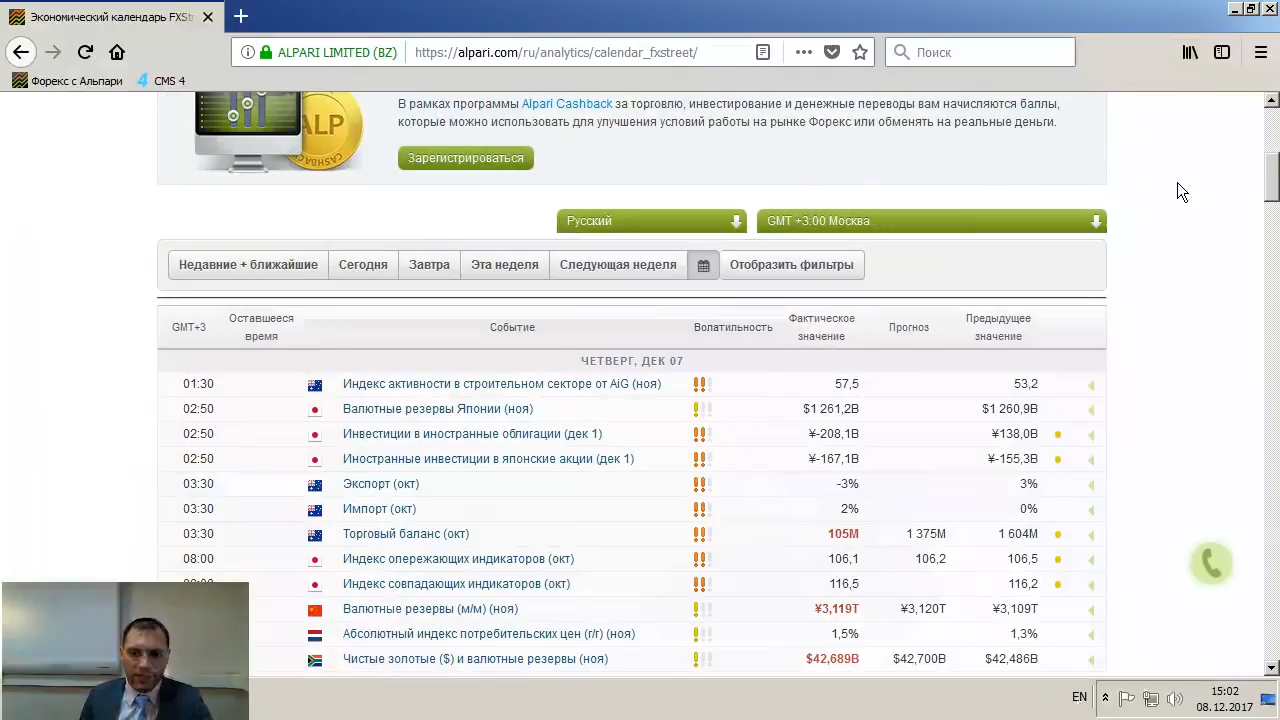 Экономический календарь FXStr
ALPARI LIMITED (BZ)
https://alpari.com/ru/analytics/calendar_fxstreet/
Поиск
Форекс с Альпари
CMS 4
ALP
CASHBACK
В рамках программы Alpari Cashback за торговлю, инвестирование и денежные переводы вам начисляются баллы,
которые можно использовать для улучшения условий работы на рынке Форекс или обменять на реальные деньги.
Зарегистрироваться
Русский
GMT +3:00 Москва
Недавние + ближайшие Сегодня Завтра Эта неделя Следующая неделя Отобразить фильтры
GMT+3 Оставшееся время Событие Волатильность Фактическое значение Прогноз Предыдущее значение
ЧЕТВЕРГ, ДЕК 07
01:30 Индекс активности в строительном секторе от AiG (ноя) 57,5 53,2
02:50 Валютные резервы Японии (ноя) $1 261,2B $1 260,9B
02:50 Инвестиции в иностранные облигации (дек 1) ¥-208,1B ¥138,0B
02:50 Иностранные инвестиции в японские акции (дек 1) ¥-167,1B ¥-155,3B
03:30 Экспорт (окт) -3% 3%
03:30 Импорт (окт) 2% 0%
03:30 Торговый баланс (окт) 105M 1 375M 1 604M
08:00 Индекс опережающих индикаторов (окт) 106,1 106,2 106,5
Индекс совпадающих индикаторов (окт) 116,5 116,2
Валютные резервы (м/м) (ноя) ¥3,119T ¥3,120T ¥3,109T
Абсолютный индекс потребительских цен (г/г) (ноя) 1,5% 1,3%
Чистые золотые ($) и валютные резервы (ноя) $42,689B $42,700B $42,486B
EN
15:02
08.12.2017